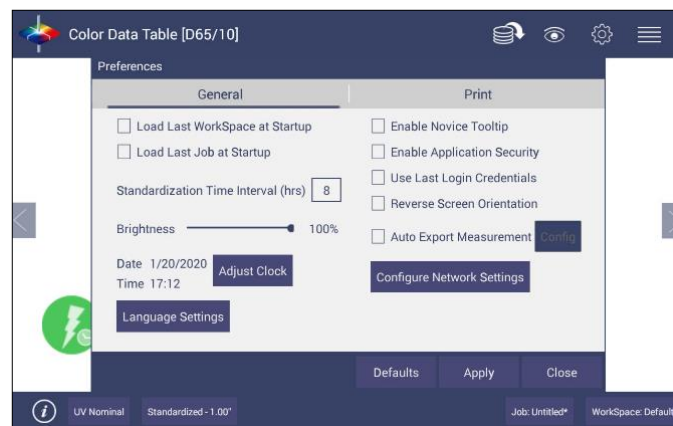 Color Data Table [D65/10]
Preferences
General
Print
Load Last WorkSpace at Startup
Load Last Job at Startup
Standardization Time Interval (hrs) 8
Brightness 100%
Date 1/20/2020
Time 17:12
Adjust Clock
Language Settings
Enable Novice Tooltip
Enable Application Security
Use Last Login Credentials
Reverse Screen Orientation
Auto Export Measurement Config
Configure Network Settings
Defaults Apply Close
i UV Nominal Standardized - 1.00" Job: Untitled* WorkSpace: Default